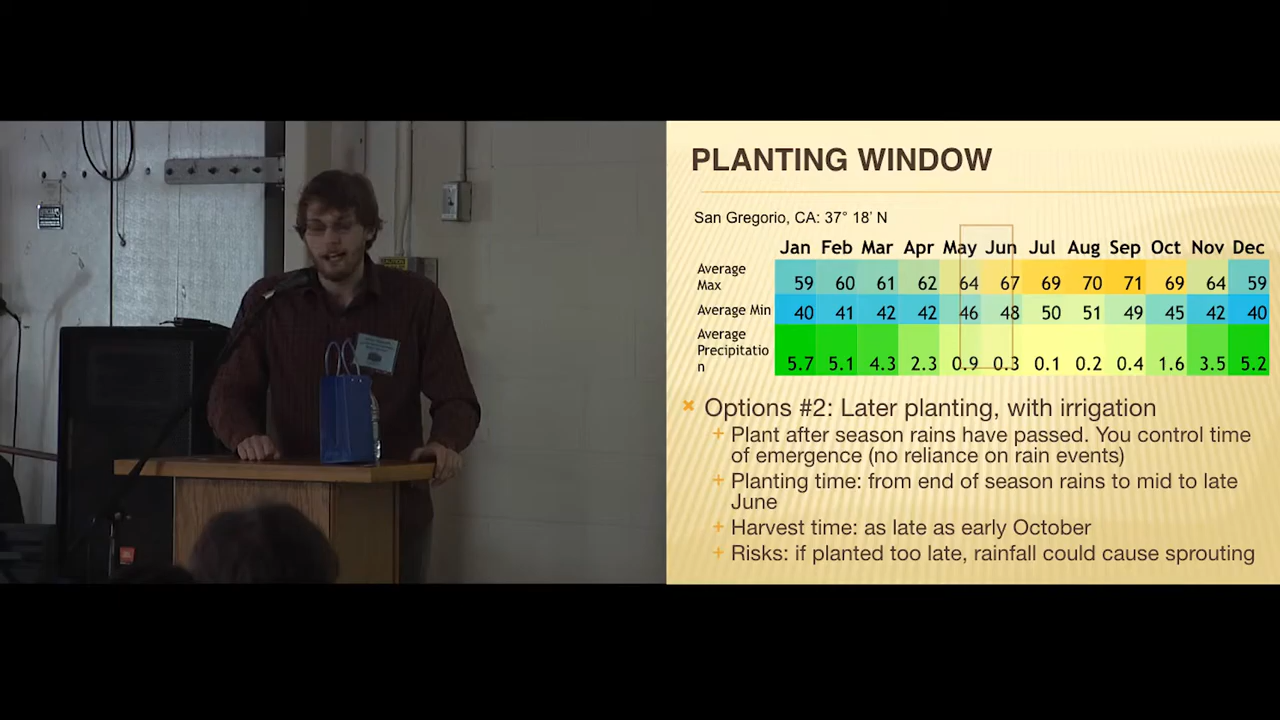 PLANTING WINDOW
San Gregorio, CA: 37° 18' N
Jan Feb Mar Apr May Jun Jul Aug Sep Oct Nov Dec
Average
Max 59 60 61 62 64 67 69 70 71 69 64 59
Average Min 40 41 42 42 46 48 50 51 49 45 42 40
Average
Precipitatio
n 5.7 5.1 4.3 2.3 0.9 0.3 0.1 0.2 0.4 1.6 3.5 5.2
Options #2: Later planting, with irrigation
+ Plant after season rains have passed. You control time
of emergence (no reliance on rain events)
+ Planting time: from end of season rains to mid to late
June
+ Harvest time: as late as early October
+ Risks: if planted too late, rainfall could cause sprouting